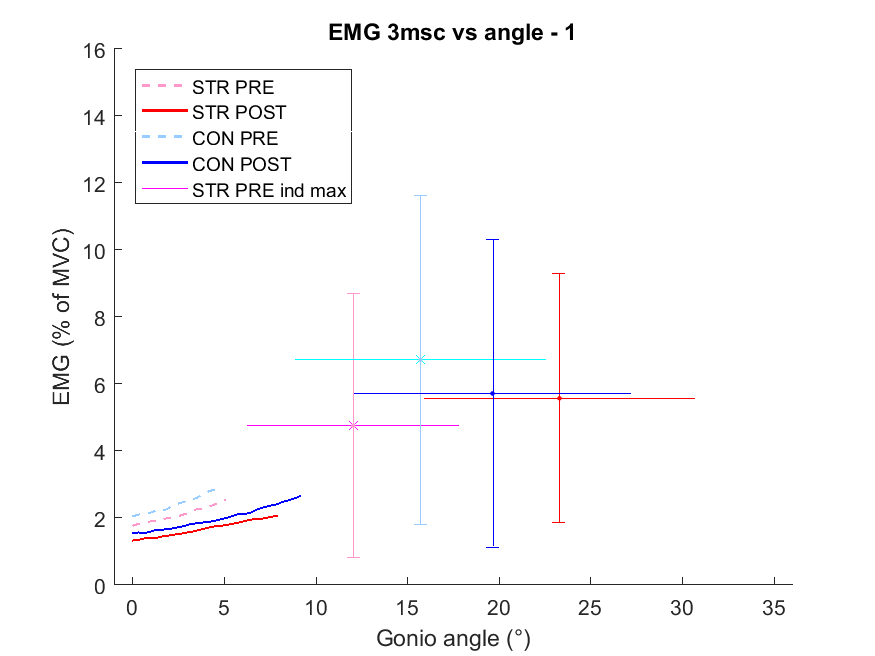 EMG 3msc vs angle - 1
16
14
12
10
8
6
4
2
0
EMG (% of MVC)
STR PRE
STR POST
CON PRE
CON POST
STR PRE ind max
0 5 10 15 20 25 30 35
Gonio angle (°)